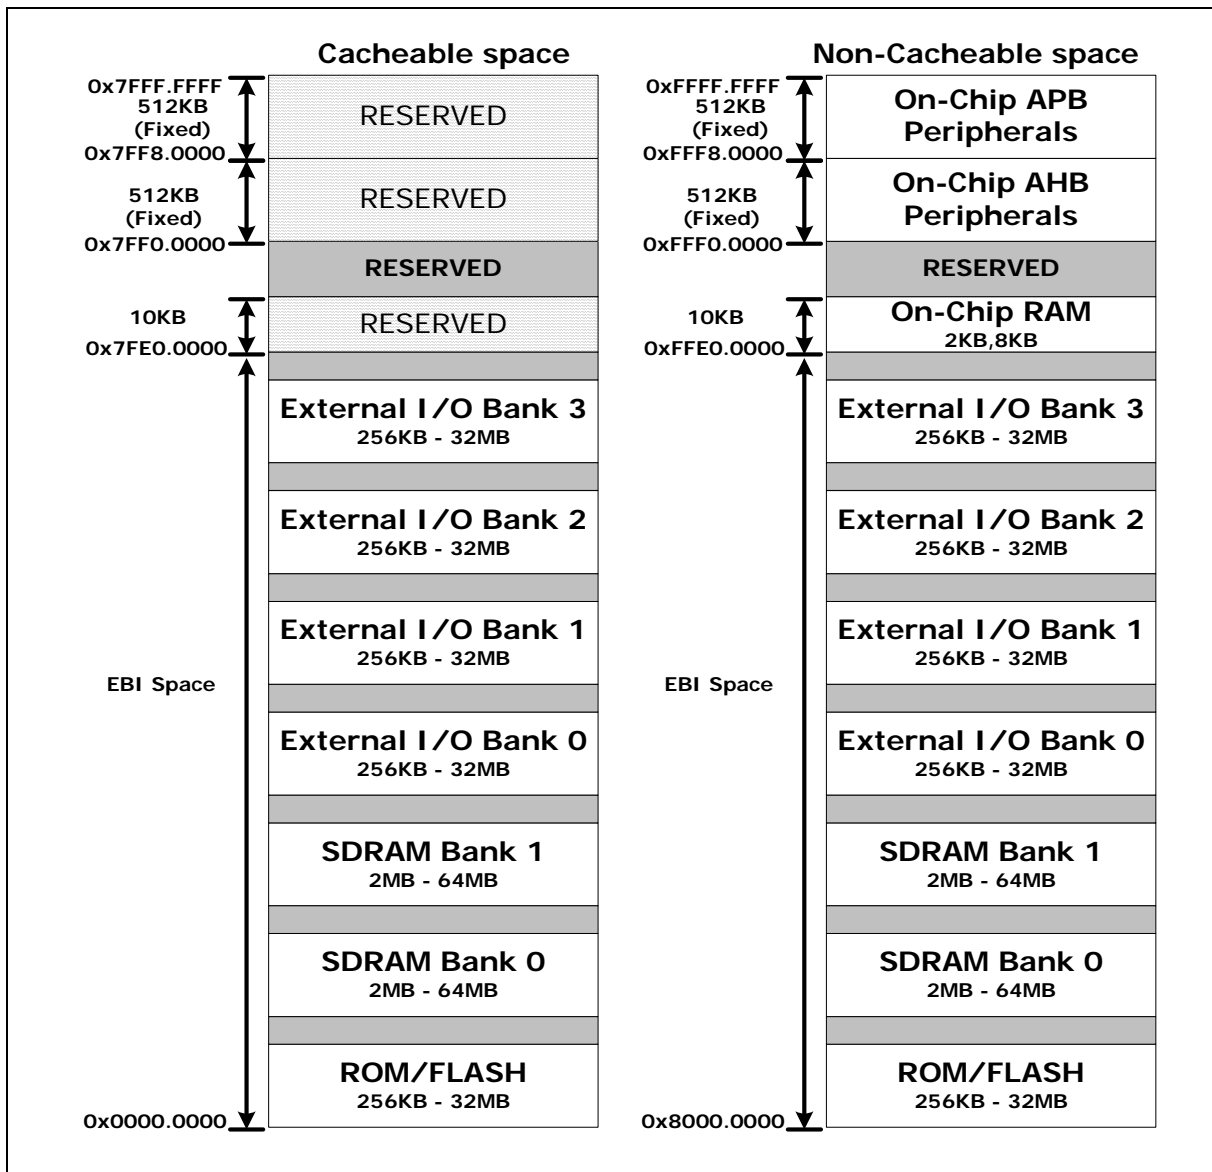 Cacheable space
0x7FFF.FFFF
512KB
(Fixed)
0x7FF8.0000
RESERVED
512KB
(Fixed)
0x7FF0.0000
RESERVED
RESERVED
10KB
0x7FE0.0000
RESERVED
External I/O Bank 3
256KB - 32MB
External I/O Bank 2
256KB - 32MB
External I/O Bank 1
256KB - 32MB
EBI Space
External I/O Bank 0
256KB - 32MB
SDRAM Bank 1
2MB - 64MB
SDRAM Bank 0
2MB - 64MB
ROM/FLASH
256KB - 32MB
0x0000.0000
Non-Cacheable space
0xFFFF.FFFF
512KB
(Fixed)
0xFFF8.0000
On-Chip APB
Peripherals
512KB
(Fixed)
0xFFF0.0000
On-Chip AHB
Peripherals
RESERVED
10KB
0xFFE0.0000
On-Chip RAM
2KB,8KB
External I/O Bank 3
256KB - 32MB
External I/O Bank 2
256KB - 32MB
External I/O Bank 1
256KB - 32MB
EBI Space
External I/O Bank 0
256KB - 32MB
SDRAM Bank 1
2MB - 64MB
SDRAM Bank 0
2MB - 64MB
ROM/FLASH
256KB - 32MB
0x8000.0000